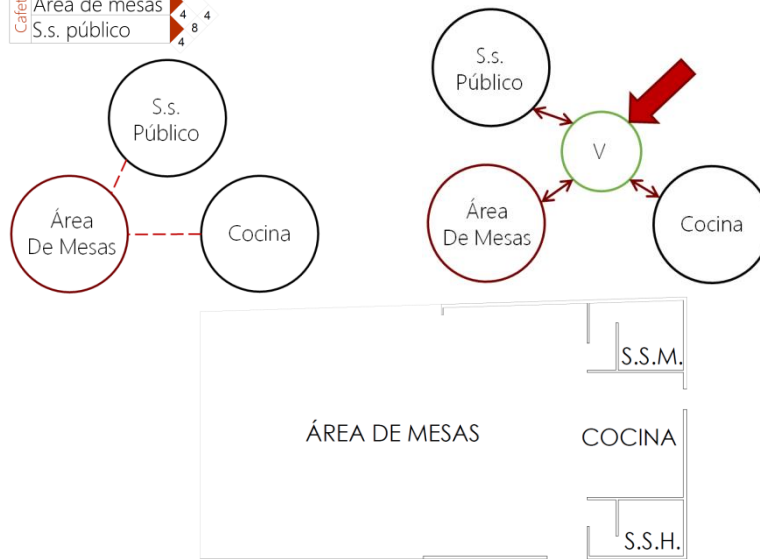 Área de mesas
S.s. público
4
4
8
4
S.s.
Público
Área
De Mesas
Cocina
S.s.
Público
V
Área
De Mesas
Cocina
S.S.M.
ÁREA DE MESAS
COCINA
S.S.H.